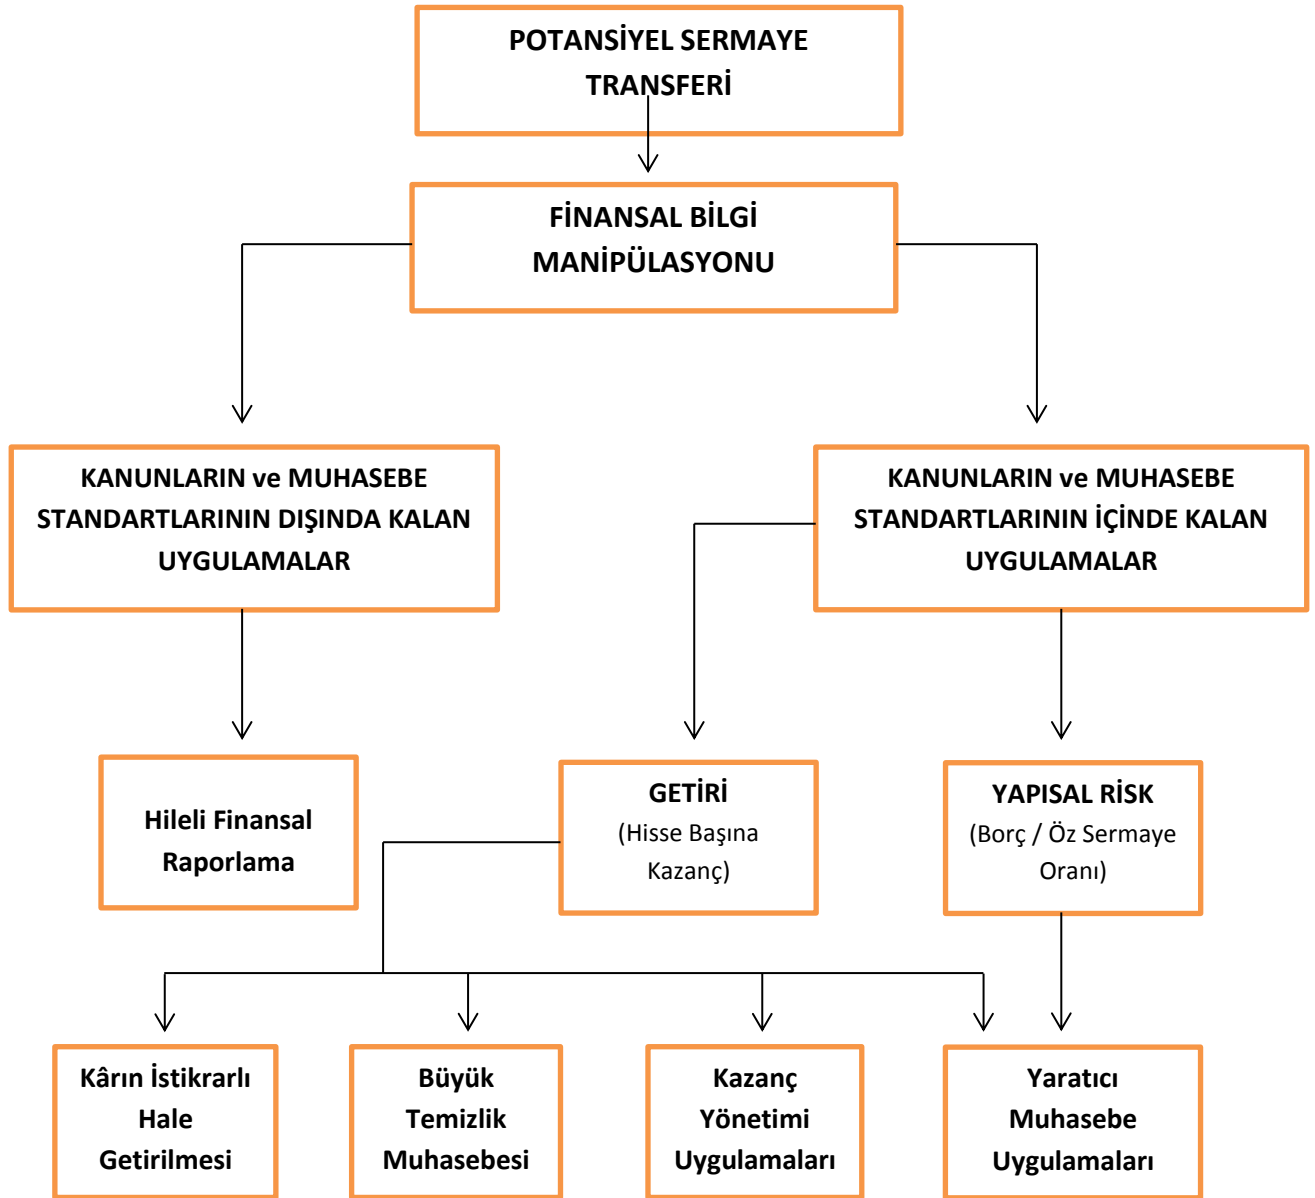 POTANSİYEL SERMAYE
TRANSFERİ
FİNANSAL BİLGİ
MANİPÜLASYONU
KANUNLARIN ve MUHASEBE
STANDARTLARININ DIŞINDA KALAN
UYGULAMALAR
KANUNLARIN ve MUHASEBE
STANDARTLARININ İÇİNDE KALAN
UYGULAMALAR
Hileli Finansal
Raporlama
GETİRİ
(Hisse Başına
Kazanç)
YAPISAL RİSK
(Borç / Öz Sermaye
Oranı)
Kârın İstikrarlı
Hale
Getirilmesi
Büyük
Temizlik
Muhasebesi
Kazanç
Yönetimi
Uygulamaları
Yaratıcı
Muhasebe
Uygulamaları